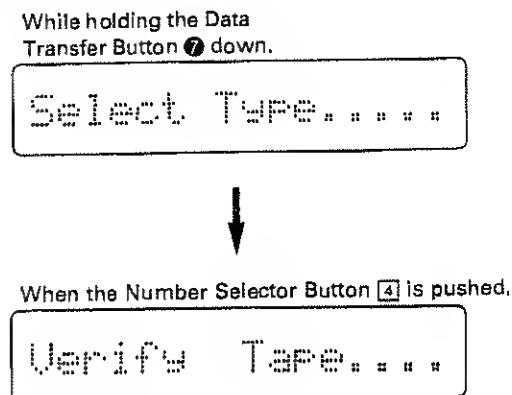 While holding the Data
Transfer Button ❼ down.
Select Type.....
When the Number Selector Button 4 is pushed.
Verify Tape....